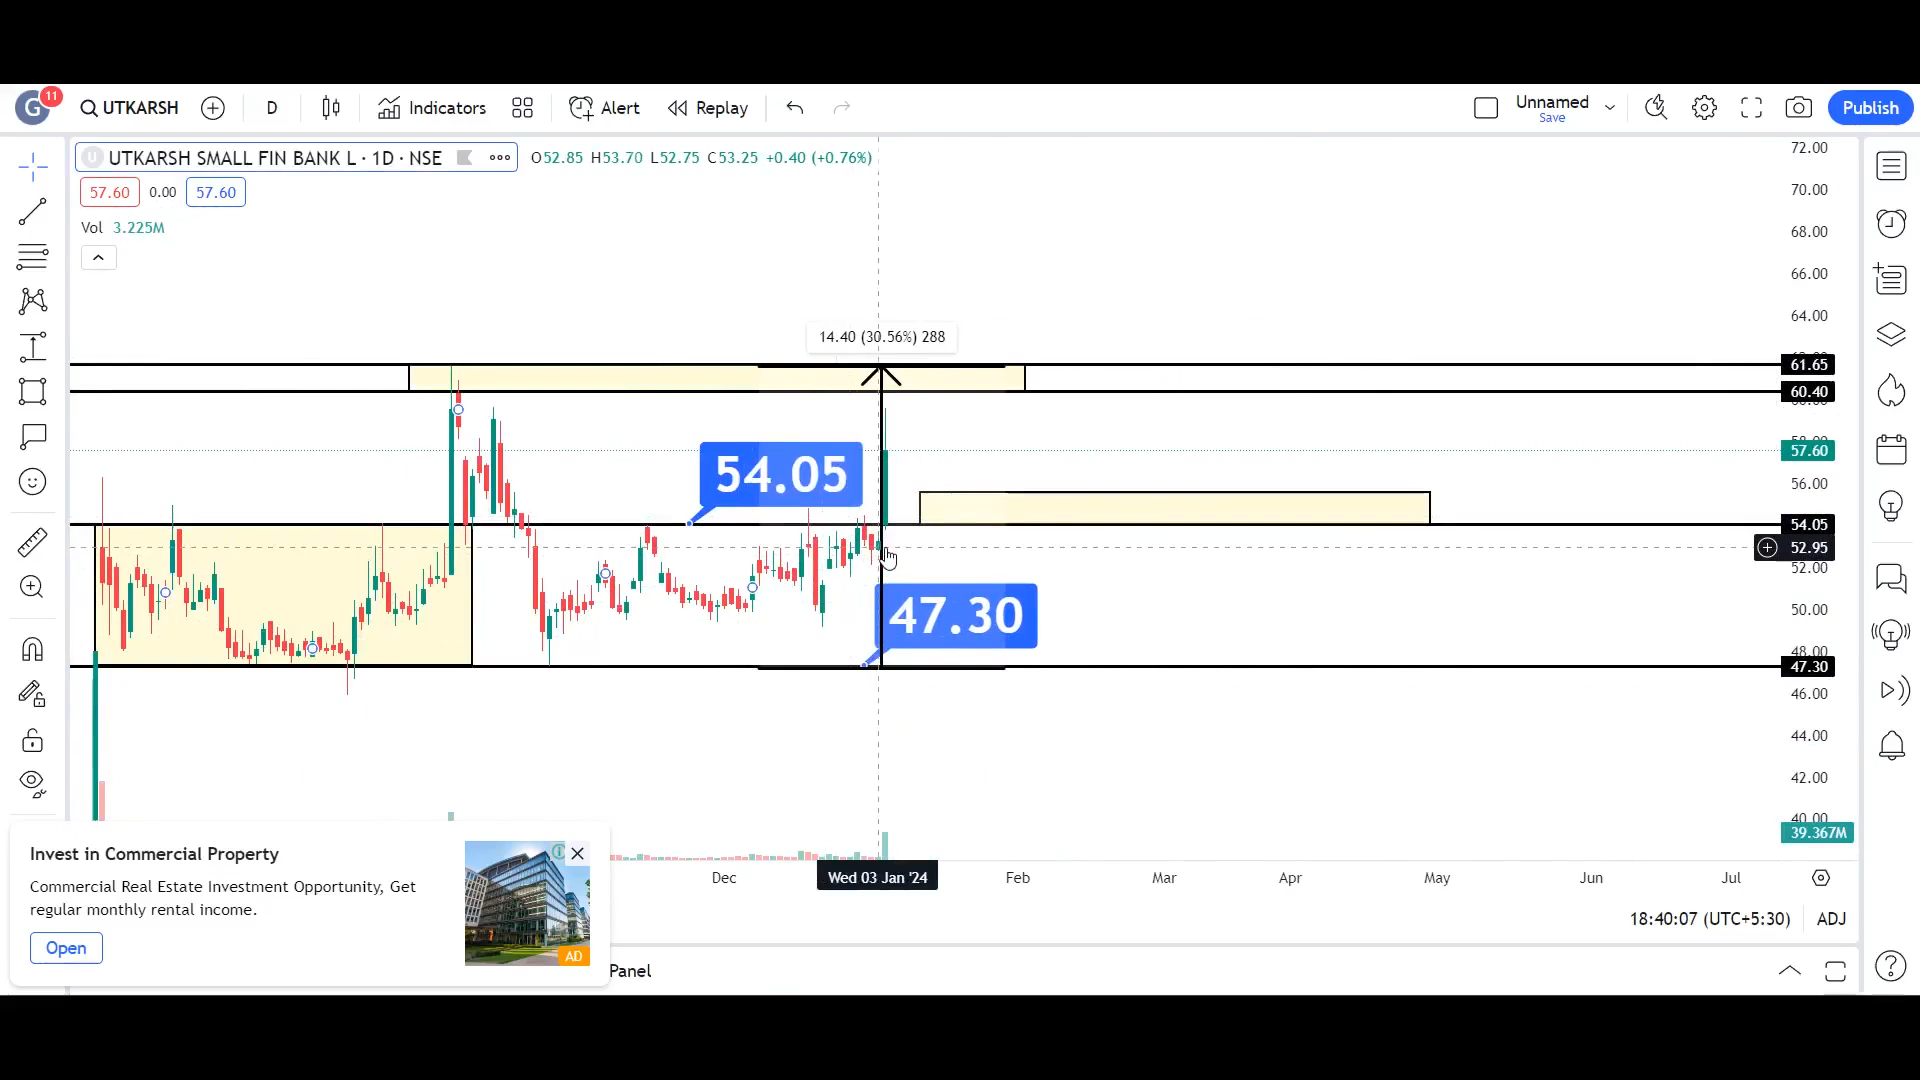 G 11 UTKARSH D Indicators Alert Replay Unnamed Save Publish
U UTKARSH SMALL FIN BANK L · 1D · NSE O52.85 H53.70 L52.75 C53.25 +0.40 (+0.76%)
57.60 0.00 57.60
Vol 3.225M
72.00
70.00
68.00
66.00
64.00
14.40 (30.56%) 288
61.65
60.40
57.60
54.05
56.00
54.05
52.95
52.00
47.30
50.00
48.00
47.30
46.00
44.00
42.00
40.00
39.367M
Dec Wed 03 Jan '24 Feb Mar Apr May Jun Jul
18:40:07 (UTC+5:30) ADJ
Invest in Commercial Property
Commercial Real Estate Investment Opportunity, Get
regular monthly rental income.
Open
AD
Panel